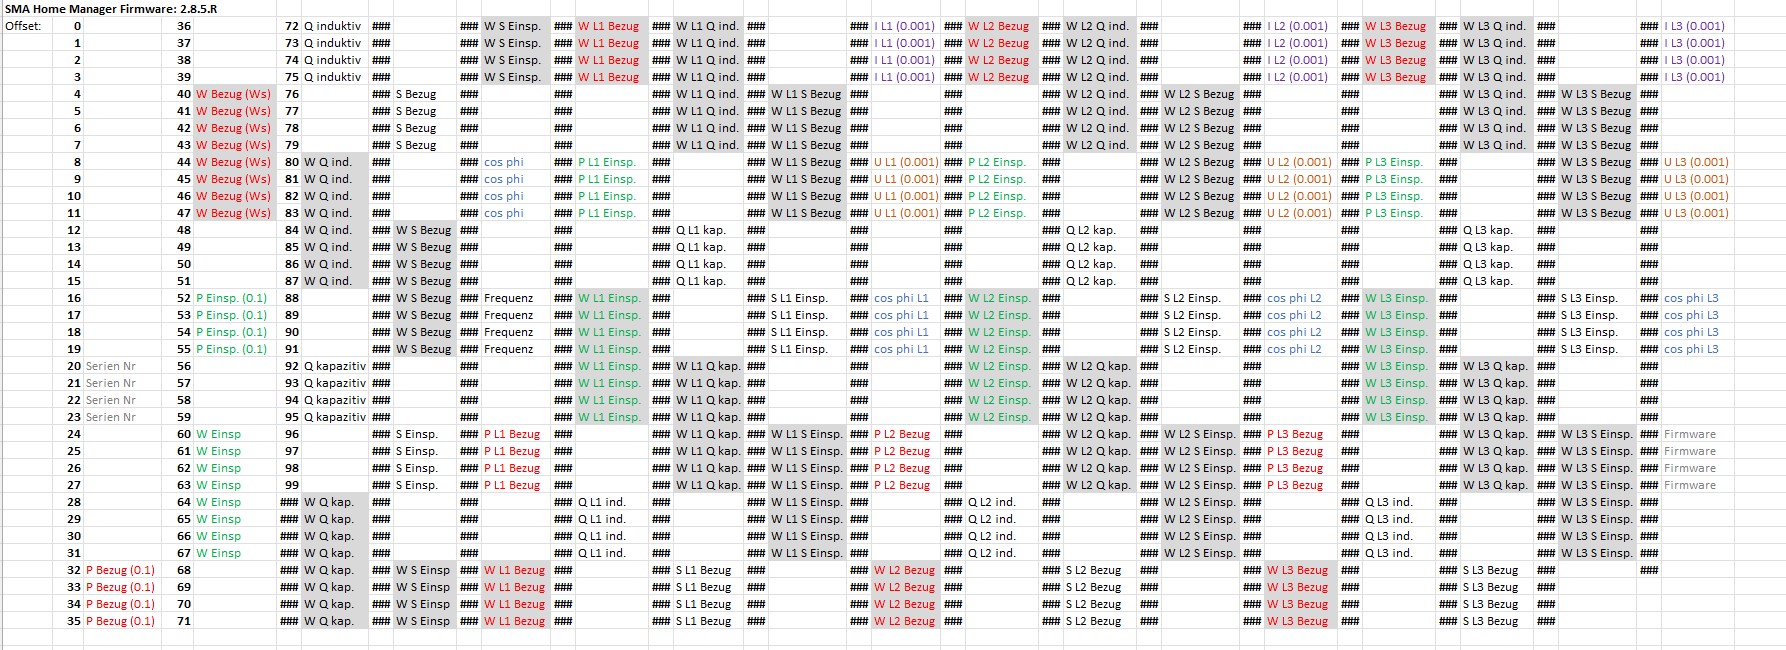 SMA Home Manager Firmware: 2.8.5.R
Offset: 0 36 72 Q induktiv ### ### W S Einsp. ### W L1 Bezug ### W L1 Q ind. ### ### I L1 (0.001) ### W L2 Bezug ### W L2 Q ind. ### ### I L2 (0.001) ### W L3 Bezug ### W L3 Q ind. ### ### I L3 (0.001)
1 37 73 Q induktiv ### ### W S Einsp. ### W L1 Bezug ### W L1 Q ind. ### ### I L1 (0.001) ### W L2 Bezug ### W L2 Q ind. ### ### I L2 (0.001) ### W L3 Bezug ### W L3 Q ind. ### ### I L3 (0.001)
2 38 74 Q induktiv ### ### W S Einsp. ### W L1 Bezug ### W L1 Q ind. ### ### I L1 (0.001) ### W L2 Bezug ### W L2 Q ind. ### ### I L2 (0.001) ### W L3 Bezug ### W L3 Q ind. ### ### I L3 (0.001)
3 39 75 Q induktiv ### ### W S Einsp. ### W L1 Bezug ### W L1 Q ind. ### ### I L1 (0.001) ### W L2 Bezug ### W L2 Q ind. ### ### I L2 (0.001) ### W L3 Bezug ### W L3 Q ind. ### ### I L3 (0.001)
4 40 W Bezug (Ws) 76 ### S Bezug ### ### ### W L1 Q ind. ### W L1 S Bezug ### ### ### W L2 Q ind. ### W L2 S Bezug ### ### ### W L3 Q ind. ### W L3 S Bezug ###
5 41 W Bezug (Ws) 77 ### S Bezug ### ### ### W L1 Q ind. ### W L1 S Bezug ### ### ### W L2 Q ind. ### W L2 S Bezug ### ### ### W L3 Q ind. ### W L3 S Bezug ###
6 42 W Bezug (Ws) 78 ### S Bezug ### ### ### W L1 Q ind. ### W L1 S Bezug ### ### ### W L2 Q ind. ### W L2 S Bezug ### ### ### W L3 Q ind. ### W L3 S Bezug ###
7 43 W Bezug (Ws) 79 ### S Bezug ### ### ### W L1 Q ind. ### W L1 S Bezug ### ### ### W L2 Q ind. ### W L2 S Bezug ### ### ### W L3 Q ind. ### W L3 S Bezug ###
8 44 W Bezug (Ws) 80 W Q ind. ### ### cos phi ### P L1 Einsp. ### ### W L1 S Bezug ### U L1 (0.001) ### P L2 Einsp. ### ### W L2 S Bezug ### U L2 (0.001) ### P L3 Einsp. ### ### W L3 S Bezug ### U L3 (0.001)
9 45 W Bezug (Ws) 81 W Q ind. ### ### cos phi ### P L1 Einsp. ### ### W L1 S Bezug ### U L1 (0.001) ### P L2 Einsp. ### ### W L2 S Bezug ### U L2 (0.001) ### P L3 Einsp. ### ### W L3 S Bezug ### U L3 (0.001)
10 46 W Bezug (Ws) 82 W Q ind. ### ### cos phi ### P L1 Einsp. ### ### W L1 S Bezug ### U L1 (0.001) ### P L2 Einsp. ### ### W L2 S Bezug ### U L2 (0.001) ### P L3 Einsp. ### ### W L3 S Bezug ### U L3 (0.001)
11 47 W Bezug (Ws) 83 W Q ind. ### ### cos phi ### P L1 Einsp. ### ### W L1 S Bezug ### U L1 (0.001) ### P L2 Einsp. ### ### W L2 S Bezug ### U L2 (0.001) ### P L3 Einsp. ### ### W L3 S Bezug ### U L3 (0.001)
12 48 84 W Q ind. ### W S Bezug ### ### ### Q L1 kap. ### ### ### ### Q L2 kap. ### ### ### ### Q L3 kap. ### ###
13 49 85 W Q ind. ### W S Bezug ### ### ### Q L1 kap. ### ### ### ### Q L2 kap. ### ### ### ### Q L3 kap. ### ###
14 50 86 W Q ind. ### W S Bezug ### ### ### Q L1 kap. ### ### ### ### Q L2 kap. ### ### ### ### Q L3 kap. ### ###
15 51 87 W Q ind. ### W S Bezug ### ### ### Q L1 kap. ### ### ### ### Q L2 kap. ### ### ### ### Q L3 kap. ### ###
16 52 P Einsp. (0.1) 88 ### W S Bezug ### Frequenz ### W L1 Einsp. ### ### S L1 Einsp. ### cos phi L1 ### W L2 Einsp. ### ### S L2 Einsp. ### cos phi L2 ### W L3 Einsp. ### ### S L3 Einsp. ### cos phi L3
17 53 P Einsp. (0.1) 89 ### W S Bezug ### Frequenz ### W L1 Einsp. ### ### S L1 Einsp. ### cos phi L1 ### W L2 Einsp. ### ### S L2 Einsp. ### cos phi L2 ### W L3 Einsp. ### ### S L3 Einsp. ### cos phi L3
18 54 P Einsp. (0.1) 90 ### W S Bezug ### Frequenz ### W L1 Einsp. ### ### S L1 Einsp. ### cos phi L1 ### W L2 Einsp. ### ### S L2 Einsp. ### cos phi L2 ### W L3 Einsp. ### ### S L3 Einsp. ### cos phi L3
19 55 P Einsp. (0.1) 91 ### W S Bezug ### Frequenz ### W L1 Einsp. ### ### S L1 Einsp. ### cos phi L1 ### W L2 Einsp. ### ### S L2 Einsp. ### cos phi L2 ### W L3 Einsp. ### ### S L3 Einsp. ### cos phi L3
20 Serien Nr 56 92 Q kapazitiv ### ### ### W L1 Einsp. ### W L1 Q kap. ### ### ### W L2 Einsp. ### W L2 Q kap. ### ### ### W L3 Einsp. ### W L3 Q kap. ### ###
21 Serien Nr 57 93 Q kapazitiv ### ### ### W L1 Einsp. ### W L1 Q kap. ### ### ### W L2 Einsp. ### W L2 Q kap. ### ### ### W L3 Einsp. ### W L3 Q kap. ### ###
22 Serien Nr 58 94 Q kapazitiv ### ### ### W L1 Einsp. ### W L1 Q kap. ### ### ### W L2 Einsp. ### W L2 Q kap. ### ### ### W L3 Einsp. ### W L3 Q kap. ### ###
23 Serien Nr 59 95 Q kapazitiv ### ### ### W L1 Einsp. ### W L1 Q kap. ### ### ### W L2 Einsp. ### W L2 Q kap. ### ### ### W L3 Einsp. ### W L3 Q kap. ### ###
24 60 W Einsp 96 ### S Einsp. ### P L1 Bezug ### ### W L1 Q kap. ### W L1 S Einsp. ### P L2 Bezug ### ### W L2 Q kap. ### W L2 S Einsp. ### P L3 Bezug ### ### W L3 Q kap. ### W L3 S Einsp. ### Firmware
25 61 W Einsp 97 ### S Einsp. ### P L1 Bezug ### ### W L1 Q kap. ### W L1 S Einsp. ### P L2 Bezug ### ### W L2 Q kap. ### W L2 S Einsp. ### P L3 Bezug ### ### W L3 Q kap. ### W L3 S Einsp. ### Firmware
26 62 W Einsp 98 ### S Einsp. ### P L1 Bezug ### ### W L1 Q kap. ### W L1 S Einsp. ### P L2 Bezug ### ### W L2 Q kap. ### W L2 S Einsp. ### P L3 Bezug ### ### W L3 Q kap. ### W L3 S Einsp. ### Firmware
27 63 W Einsp 99 ### S Einsp. ### P L1 Bezug ### ### W L1 Q kap. ### W L1 S Einsp. ### P L2 Bezug ### ### W L2 Q kap. ### W L2 S Einsp. ### P L3 Bezug ### ### W L3 Q kap. ### W L3 S Einsp. ### Firmware
28 64 W Einsp ### W Q kap. ### ### ### Q L1 ind. ### ### W L1 S Einsp. ### ### Q L2 ind. ### ### W L2 S Einsp. ### ### Q L3 ind. ### ### W L3 S Einsp. ###
29 65 W Einsp ### W Q kap. ### ### ### Q L1 ind. ### ### W L1 S Einsp. ### ### Q L2 ind. ### ### W L2 S Einsp. ### ### Q L3 ind. ### ### W L3 S Einsp. ###
30 66 W Einsp ### W Q kap. ### ### ### Q L1 ind. ### ### W L1 S Einsp. ### ### Q L2 ind. ### ### W L2 S Einsp. ### ### Q L3 ind. ### ### W L3 S Einsp. ###
31 67 W Einsp ### W Q kap. ### ### ### Q L1 ind. ### ### W L1 S Einsp. ### ### Q L2 ind. ### ### W L2 S Einsp. ### ### Q L3 ind. ### ### W L3 S Einsp. ###
32 P Bezug (0.1) 68 ### W Q kap. ### W S Einsp ### W L1 Bezug ### ### S L1 Bezug ### ### W L2 Bezug ### ### S L2 Bezug ### ### W L3 Bezug ### ### S L3 Bezug ### ###
33 P Bezug (0.1) 69 ### W Q kap. ### W S Einsp ### W L1 Bezug ### ### S L1 Bezug ### ### W L2 Bezug ### ### S L2 Bezug ### ### W L3 Bezug ### ### S L3 Bezug ###
34 P Bezug (0.1) 70 ### W Q kap. ### W S Einsp ### W L1 Bezug ### ### S L1 Bezug ### ### W L2 Bezug ### ### S L2 Bezug ### ### W L3 Bezug ### ### S L3 Bezug ###
35 P Bezug (0.1) 71 ### W Q kap. ### W S Einsp ### W L1 Bezug ### ### S L1 Bezug ### ### W L2 Bezug ### ### S L2 Bezug ### ### W L3 Bezug ### ### S L3 Bezug ###